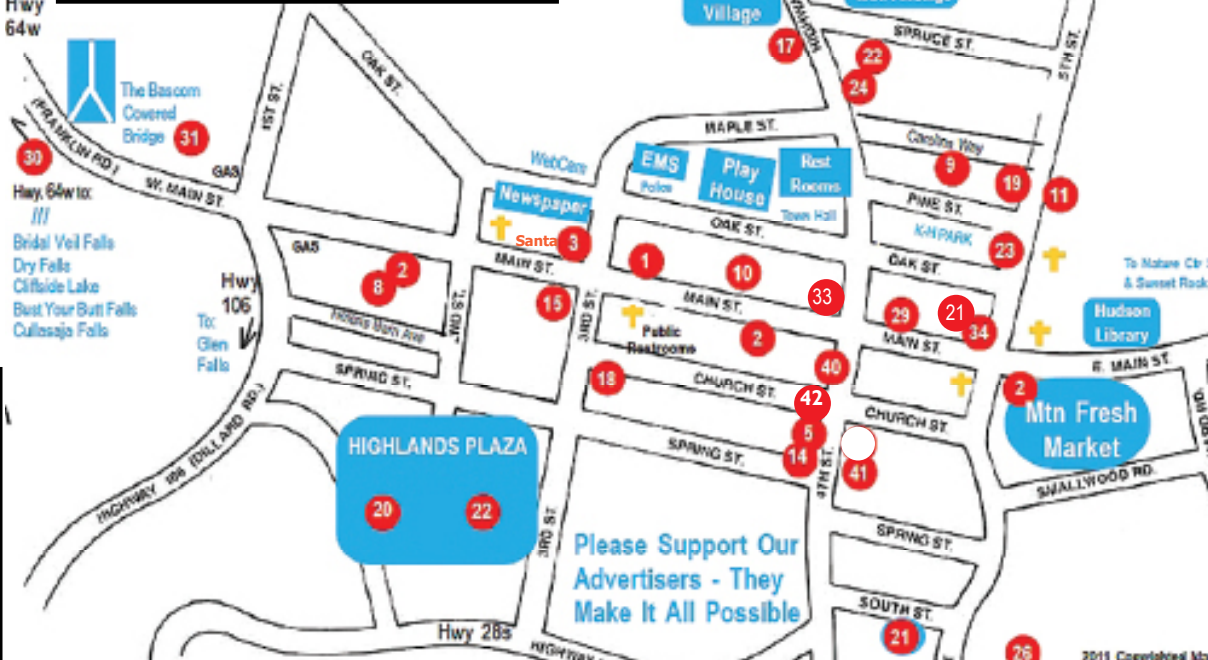 Hwy
64w
Village
HIGHWAY
SPRUCE ST.
5TH ST.
17
22
24
OAK ST.
1ST ST.
The Bascom
Covered
Bridge
31
(FRANKLIN RD.)
30
GAS
W. MAIN ST.
Hwy. 64w to:
///
Bridal Veil Falls
Dry Falls
Cliffside Lake
Bust Your Butt Falls
Cullasaja Falls
MAPLE ST.
Carolina Way
WebCam
EMS
Police
Play
House
Rest
Rooms
Town Hall
9
19
11
PINE ST.
K-H PARK
Newspaper
Santa
3
OAK ST.
OAK ST.
23
To Nature Ctr
& Sunset Rock
GAS
2
8
MAIN ST.
1
10
33
29
21
34
Hudson
Library
Hwy
106
To:
Glen
Falls
2ND ST.
15
3RD ST.
MAIN ST.
Public
Restrooms
2
MAIN ST.
E. MAIN ST.
SPRING ST.
18
CHURCH ST.
40
42
CHURCH ST.
2
Mtn Fresh
Market
5
14
4TH ST.
41
SPRING ST.
SMALLWOOD RD.
HIGHWAY 106 (DILLARD RD.)
HIGHLANDS PLAZA
20
22
3RD ST.
SPRING ST.
Please Support Our
Advertisers - They
Make It All Possible
SOUTH ST.
21
Hwy 28s
HIGHWAY
26
2011 Copyrighted